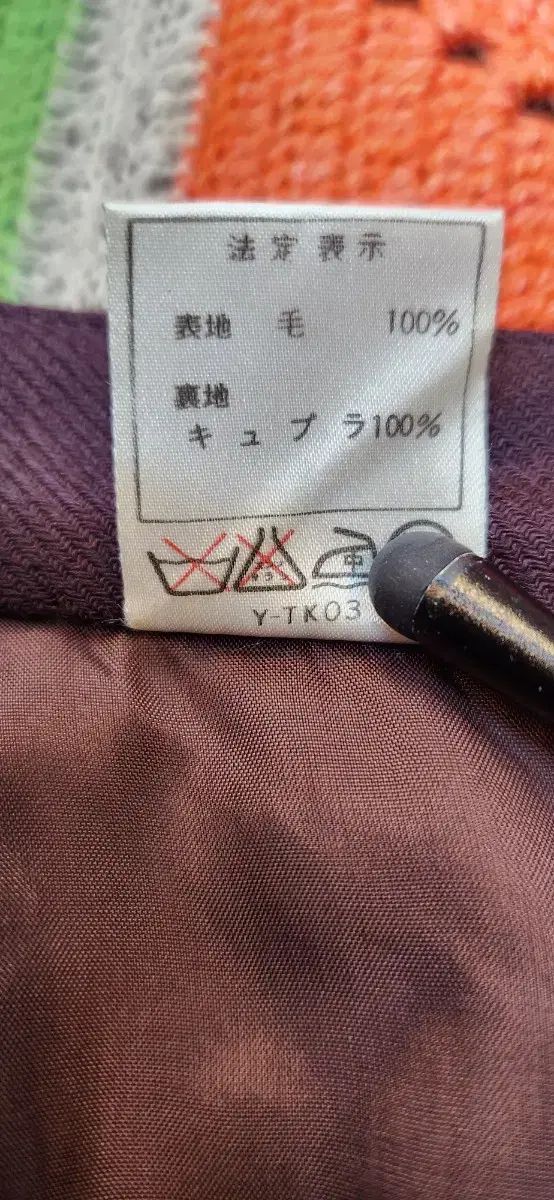 法定表示
表地 毛 100%
裏地
キュプラ100%
中
Y-TK03